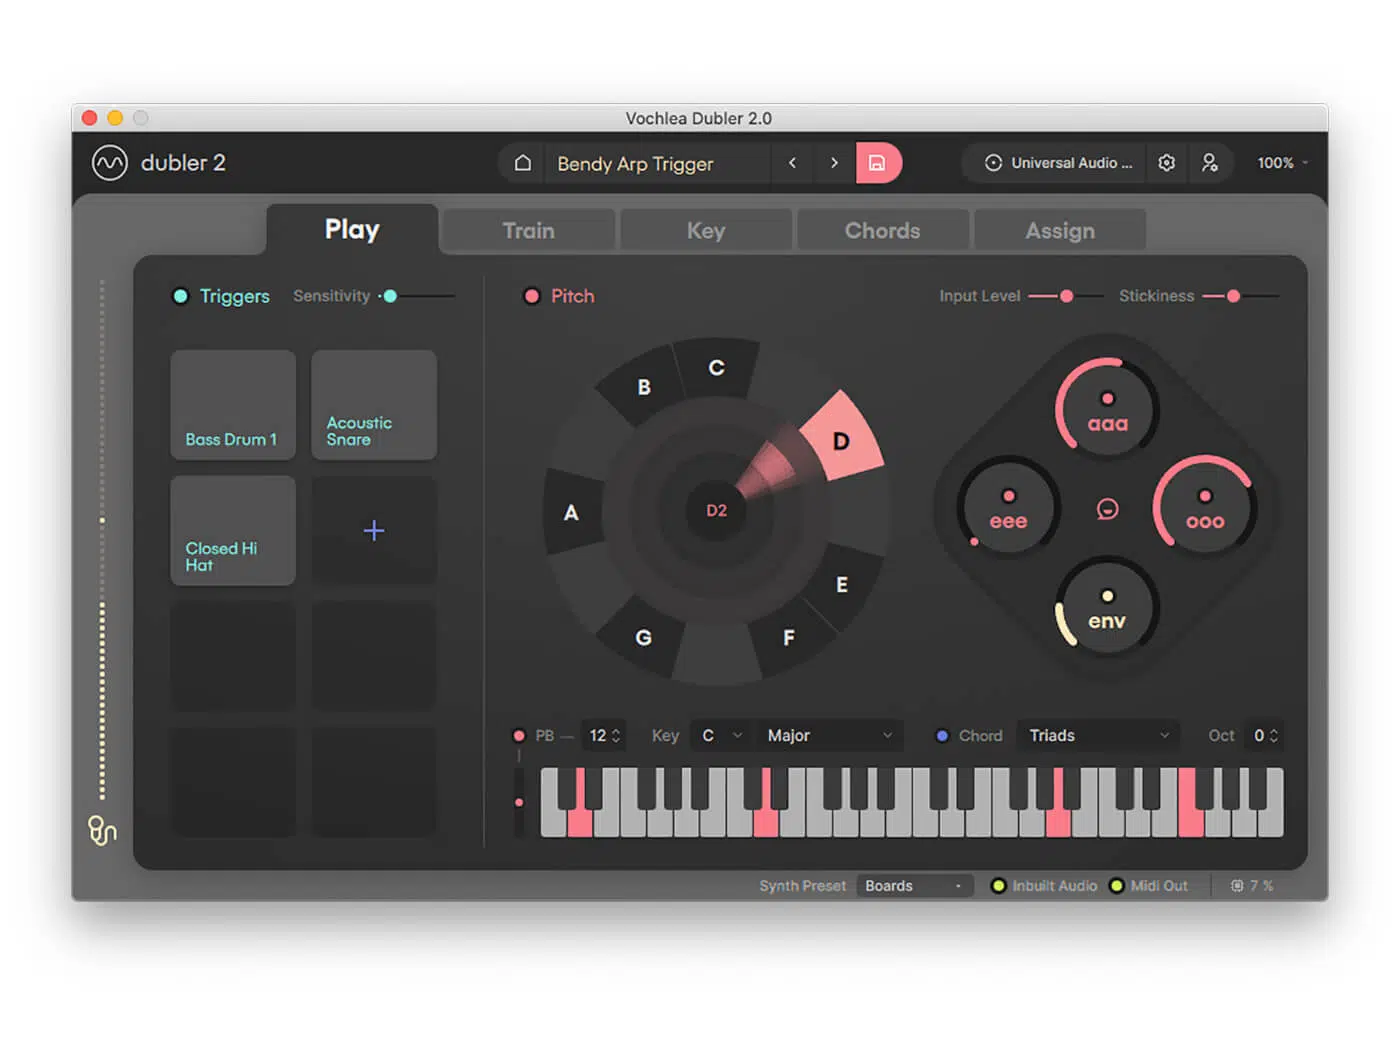 Vochlea Dubler 2.0
dubler 2
Bendy Arp Trigger
Universal Audio ...
100%
Play
Train
Key
Chords
Assign
Triggers
Sensitivity
Pitch
Input Level
Stickiness
Bass Drum 1
Acoustic
Snare
Closed Hi
Hat
+
C
B
D
A
D2
E
G
F
aaa
eee
ooo
env
PB
12
Key
C
Major
Chord
Triads
Oct
0
Synth Preset
Boards
Inbuilt Audio
Midi Out
7 %